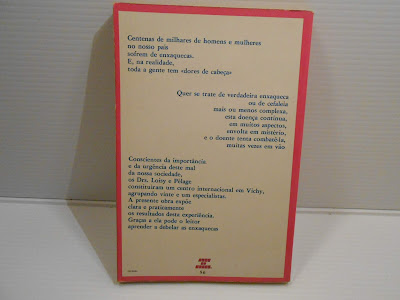 Centenas de milhares de homens e mulheres
no nosso país
sofrem de enxaquecas.
E, na realidade,
toda a gente tem «dores de cabeça»
Quer se trate de verdadeira enxaqueca
ou de cefaleia
mais ou menos complexa,
esta doença continua,
em muitos aspectos,
envolta em mistério,
e o doente tenta combatê-la,
muitas vezes em vão
Conscientes da importância
e da urgência deste mal
da nossa sociedade,
os Drs. Loisy e Pélage
constituíram um centro internacional em Vichy,
agrupando vinte e um especialistas.
A presente obra expõe
clara e praticamente
os resultados desta experiência.
Graças a ela pode o leitor
aprender a debelar as enxaquecas
56